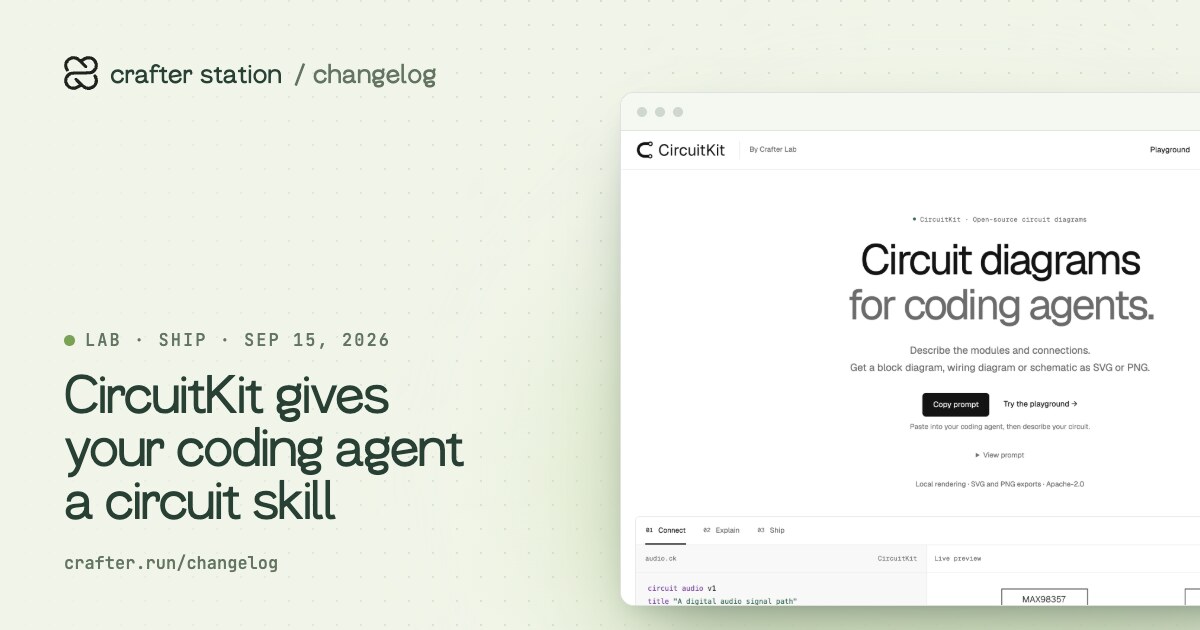 crafter station / changelog
LAB · SHIP · SEP 15, 2026
CircuitKit gives
your coding agent
a circuit skill
crafter.run/changelog
CircuitKit
By Crafter Lab
Playground
CircuitKit · Open-source circuit diagrams
Circuit diagrams
for coding agents.
Describe the modules and connections.
Get a block diagram, wiring diagram or schematic as SVG or PNG.
Copy prompt
Try the playground →
Paste into your coding agent, then describe your circuit.
▸ View prompt
Local rendering · SVG and PNG exports · Apache-2.0
01 Connect
02 Explain
03 Ship
audio.ck
CircuitKit
Live preview
circuit audio v1
title "A digital audio signal path"
MAX98357